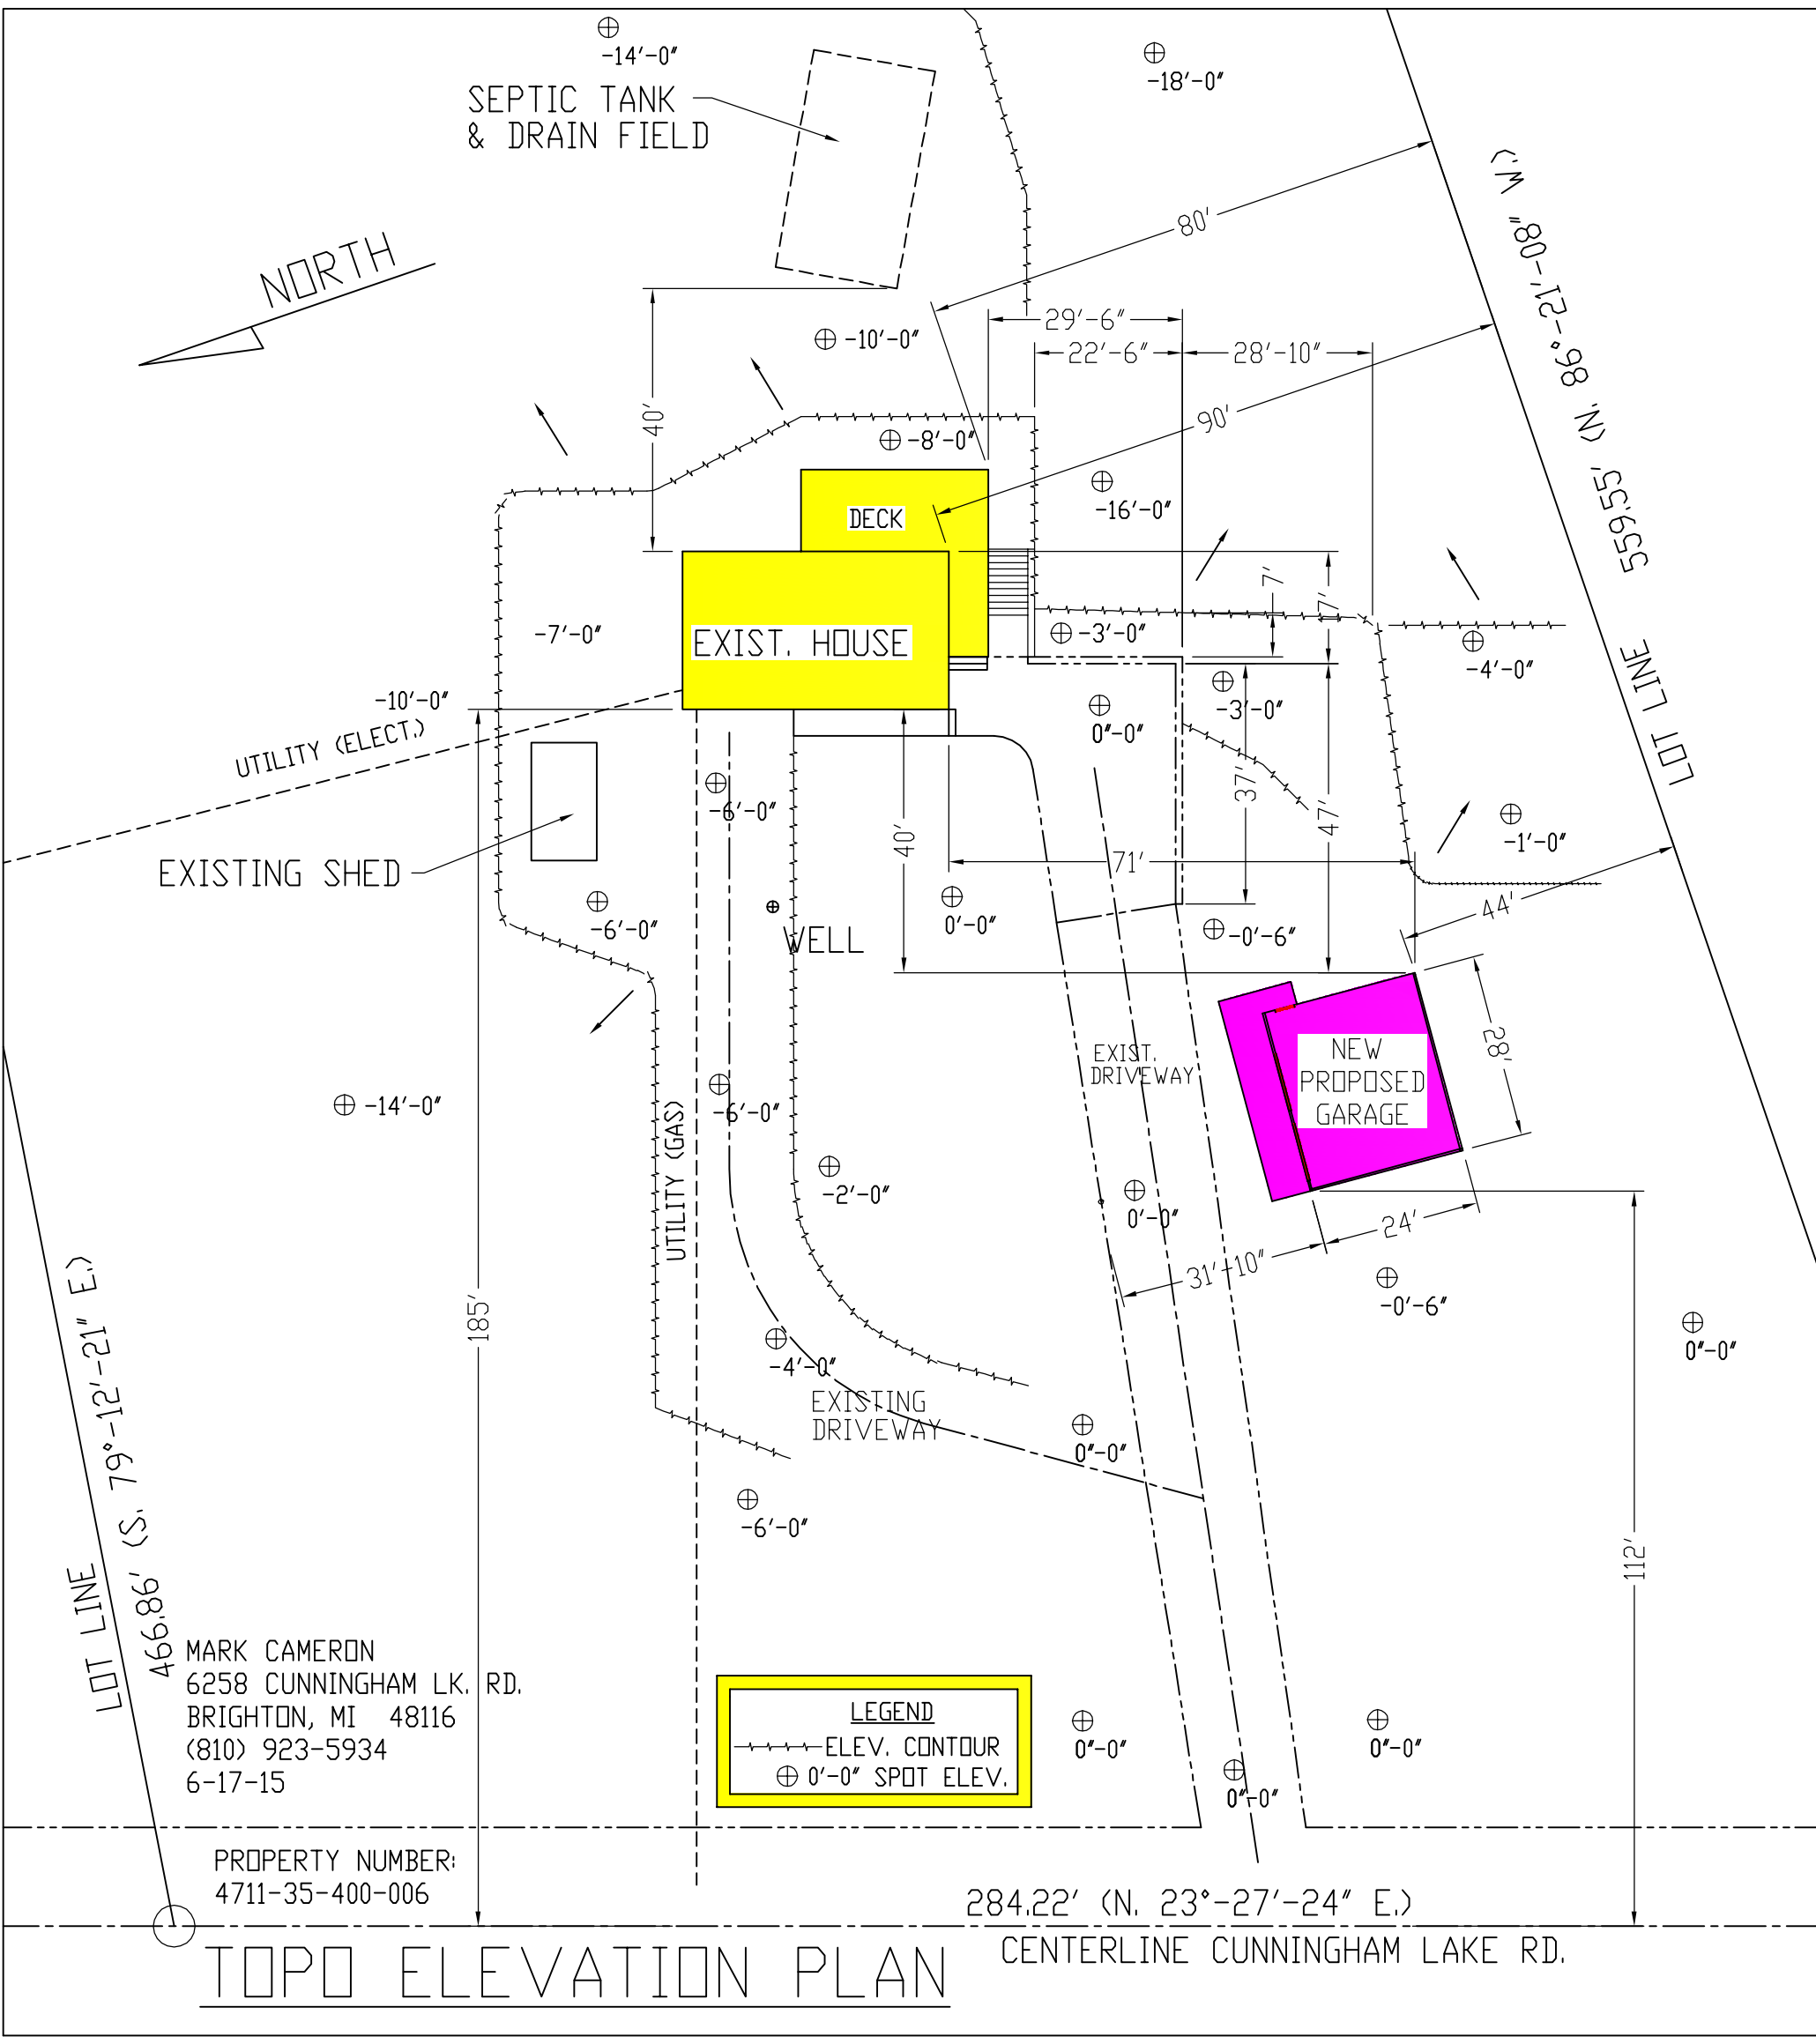 -14'-0"
-18'-0"
SEPTIC TANK
& DRAIN FIELD
NORTH
80'
559.55' (N. 86°-21'-08" W.)
LOT LINE
29'-6"
22'-6"
28'-10"
-10'-0"
40'
90'
-8'-0"
-16'-0"
DECK
7'
17'
EXIST. HOUSE
-7'-0"
-3'-0"
-4'-0"
-10'-0"
-3'-0"
0"-0"
UTILITY (ELECT.)
-6'-0"
37'
47'
40'
-1'-0"
71'
EXISTING SHED
-6'-0"
0'-0"
-0'-6"
44'
WELL
EXIST.
DRIVEWAY
NEW
PROPOSED
GARAGE
28'
-14'-0"
-6'-0"
UTILITY (GAS)
-2'-0"
0'-0"
24'
31'-10"
-0'-6"
185'
0"-0"
-4'-0"
EXISTING
DRIVEWAY
0"-0"
-6'-0"
112'
LOT LINE
466.86' (S. 79°-12'-21" E.)
MARK CAMERON
6258 CUNNINGHAM LK. RD.
BRIGHTON, MI 48116
(810) 923-5934
6-17-15
LEGEND
ELEV. CONTOUR
0'-0" SPOT ELEV.
0"-0"
0"-0"
0"-0"
PROPERTY NUMBER:
4711-35-400-006
284.22' (N. 23°-27'-24" E.)
CENTERLINE CUNNINGHAM LAKE RD.
TOPO ELEVATION PLAN